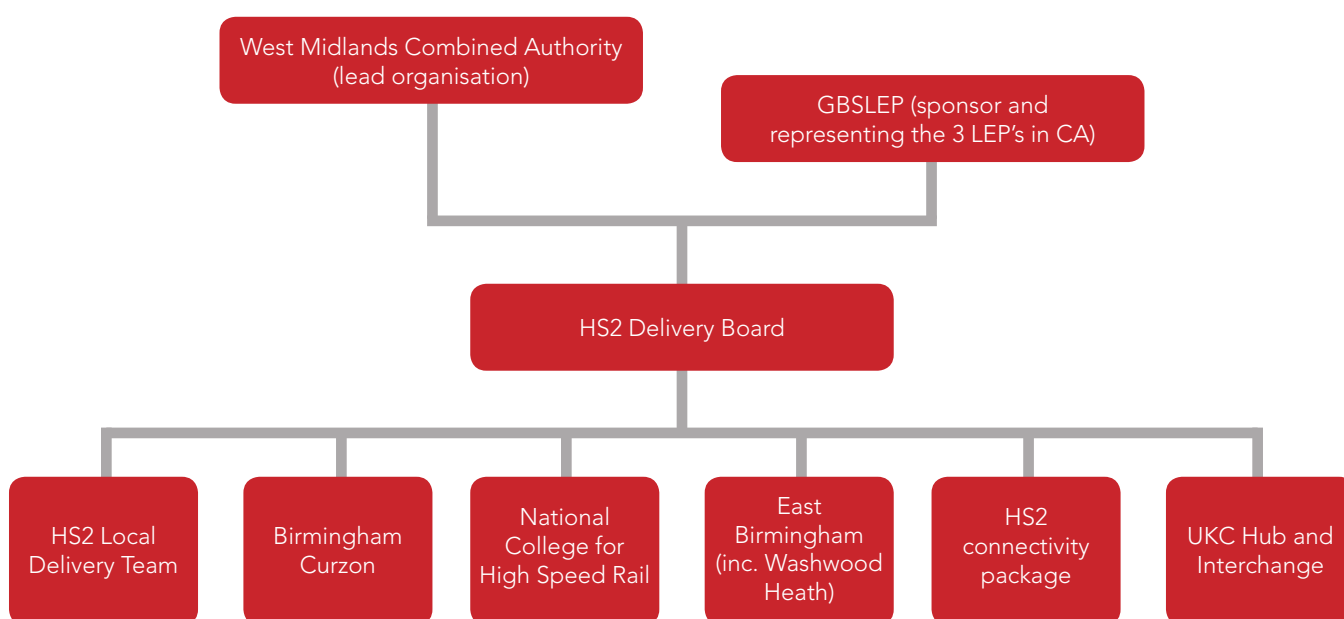 West Midlands Combined Authority
(lead organisation)
GBSLEP (sponsor and
representing the 3 LEP's in CA)
HS2 Delivery Board
HS2 Local
Delivery Team
Birmingham
Curzon
National
College for
High Speed Rail
East
Birmingham
(inc. Washwood
Heath)
HS2
connectivity
package
UKC Hub and
Interchange